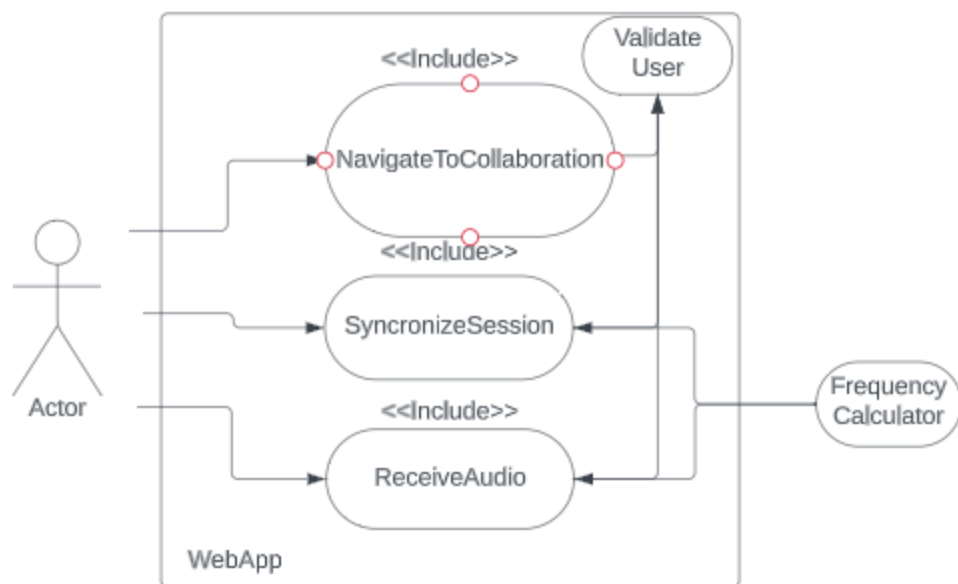 Validate
User
<<Include>>
NavigateToCollaboration
<<Include>>
SyncronizeSession
<<Include>>
ReceiveAudio
Frequency
Calculator
Actor
WebApp